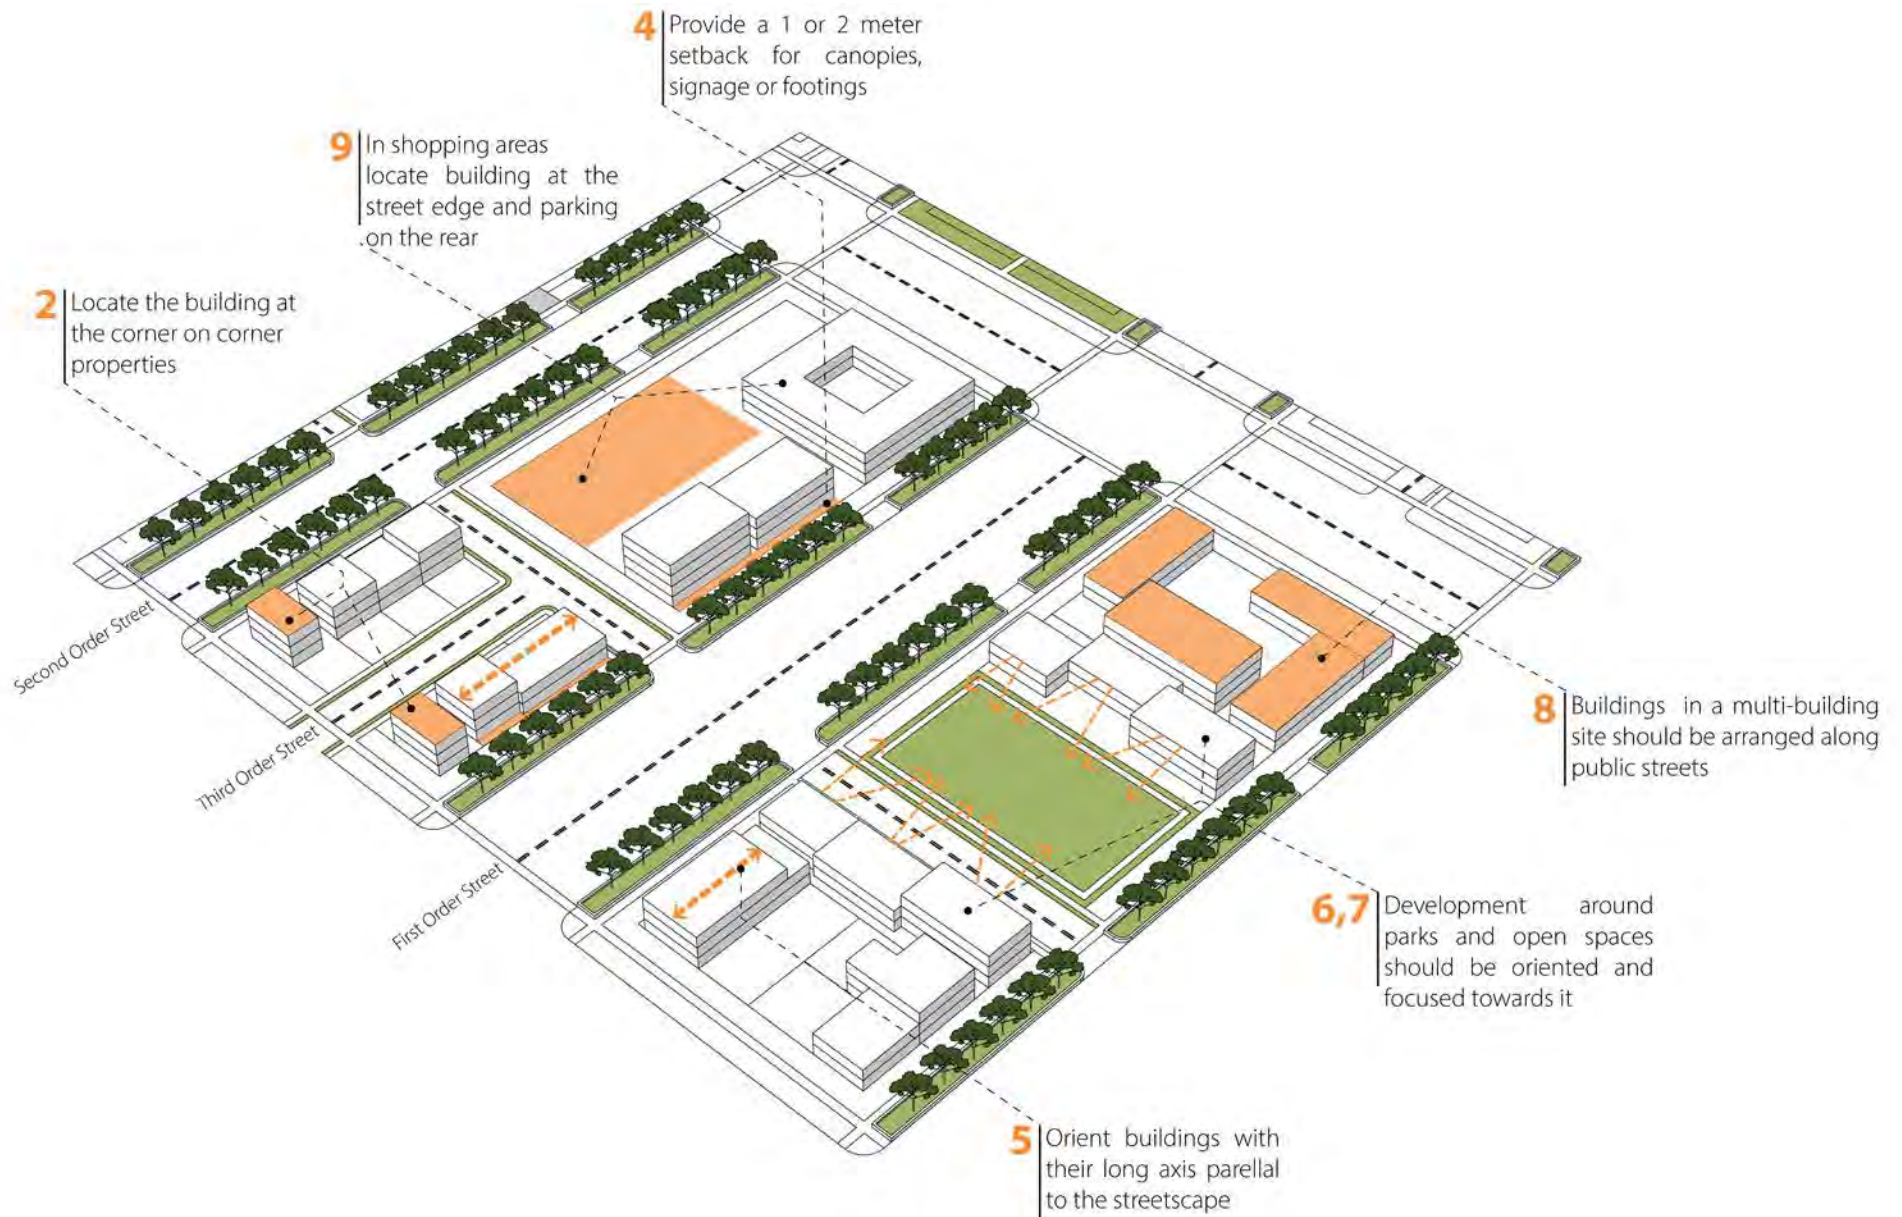 4 Provide a 1 or 2 meter
setback for canopies,
signage or footings
9 In shopping areas
locate building at the
street edge and parking
on the rear
2 Locate the building at
the corner on corner
properties
Second Order Street
Third Order Street
First Order Street
8 Buildings in a multi-building
site should be arranged along
public streets
6,7 Development around
parks and open spaces
should be oriented and
focused towards it
5 Orient buildings with
their long axis parellal
to the streetscape